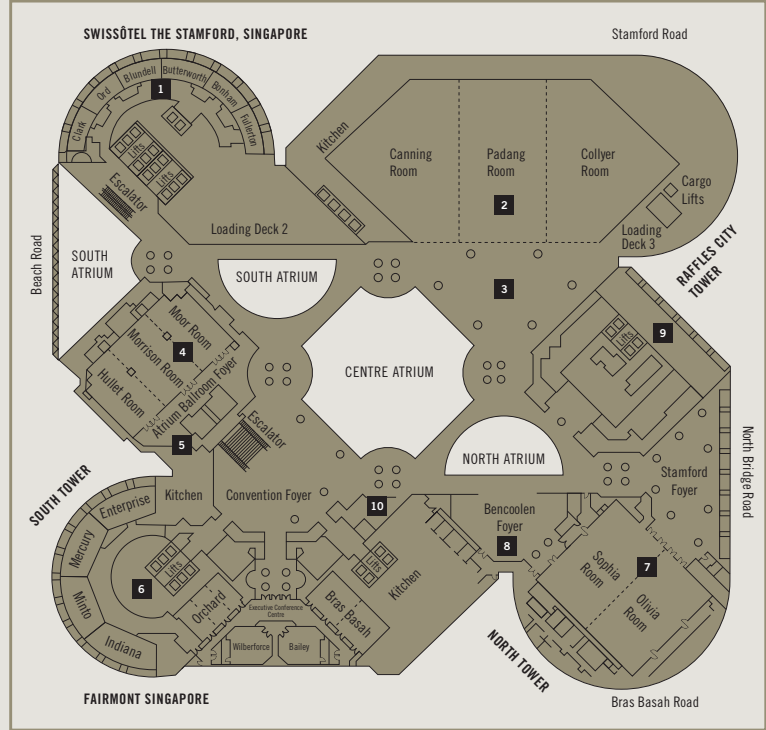 SWISSÔTEL THE STAMFORD, SINGAPORE
Stamford Road
Clark
Ord
Blundell
Butterworth
Bonham
Fullerton
1
Lifts
Lifts
Escalator
Kitchen
Canning
Room
Padang
Room
Collyer
Room
2
Cargo
Lifts
Loading
Deck 3
Loading Deck 2
RAFFLES CITY
TOWER
Beach Road
SOUTH
ATRIUM
SOUTH ATRIUM
3
Moor Room
Morrison Room
Hullet Room
4
Atrium Ballroom Foyer
5
CENTRE ATRIUM
9
Lifts
Escalator
NORTH ATRIUM
North Bridge Road
Stamford
Foyer
SOUTH TOWER
Kitchen
Convention Foyer
10
Bencoolen
Foyer
8
Enterprise
Mercury
Minto
Indiana
6
Lifts
Orchard
Executive Conference
Centre
Wilberforce
Bailey
Bras Basah
Lifts
Kitchen
Sophia
Room
7
Olivia
Room
NORTH TOWER
FAIRMONT SINGAPORE
Bras Basah Road